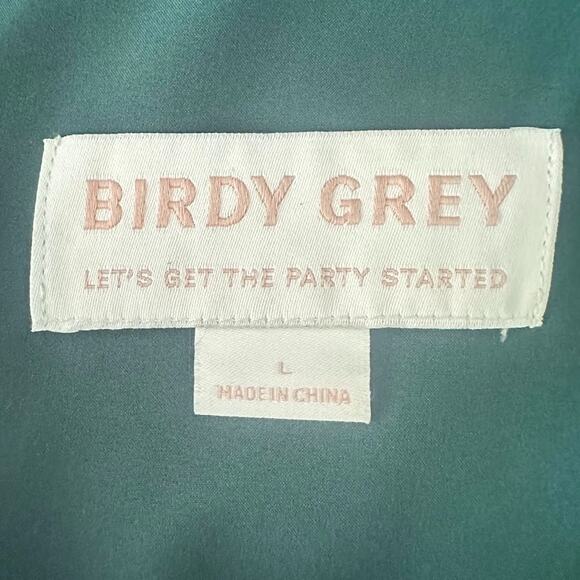 BIRDY GREY
LET'S GET THE PARTY STARTED
L
MADE IN CHINA